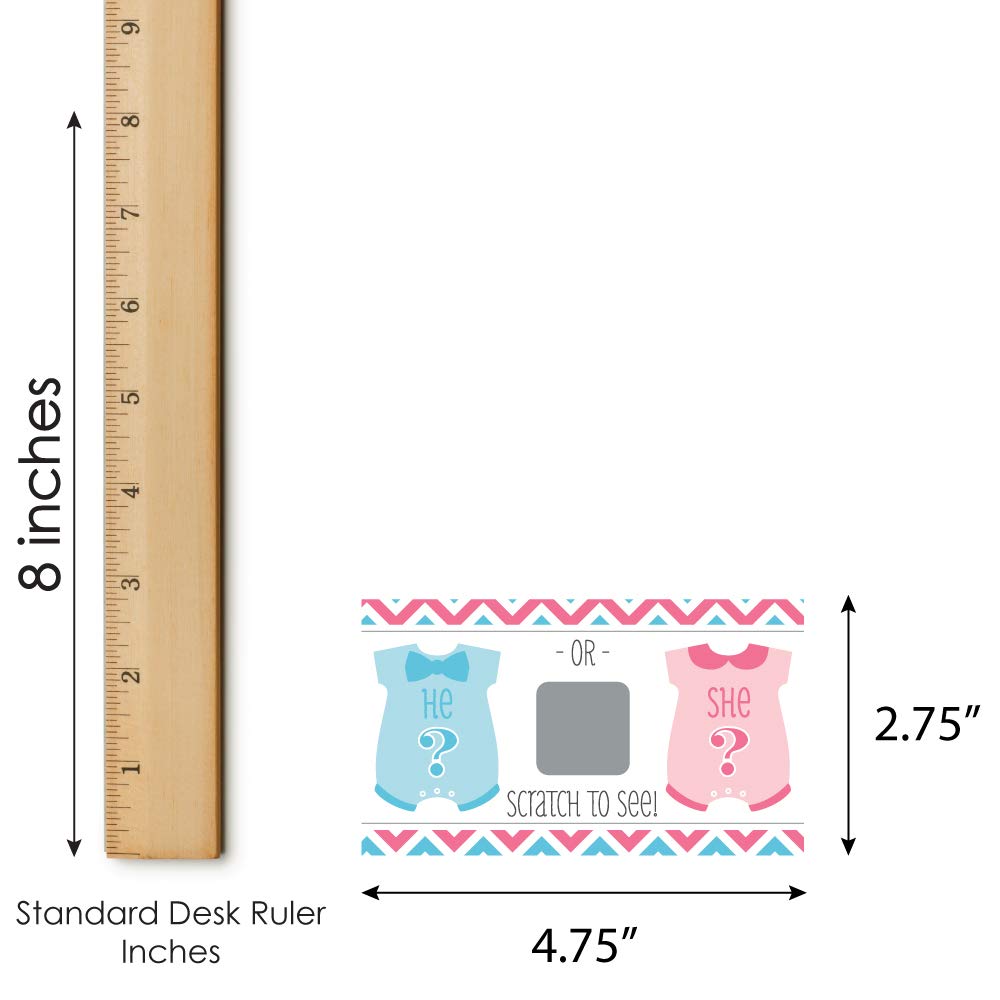 9
8
7
6
5
4
3
2
1
8 inches
Standard Desk Ruler
Inches
- OR -
HE
?
SHE
?
SCRATCH TO SEE!
2.75”
4.75”